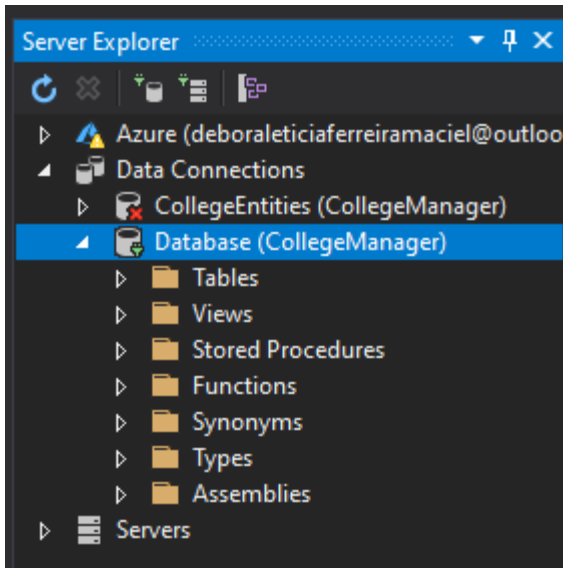 Server Explorer
Azure (deboraleticiaferreiramaciel@outloo
Data Connections
CollegeEntities (CollegeManager)
Database (CollegeManager)
Tables
Views
Stored Procedures
Functions
Synonyms
Types
Assemblies
Servers